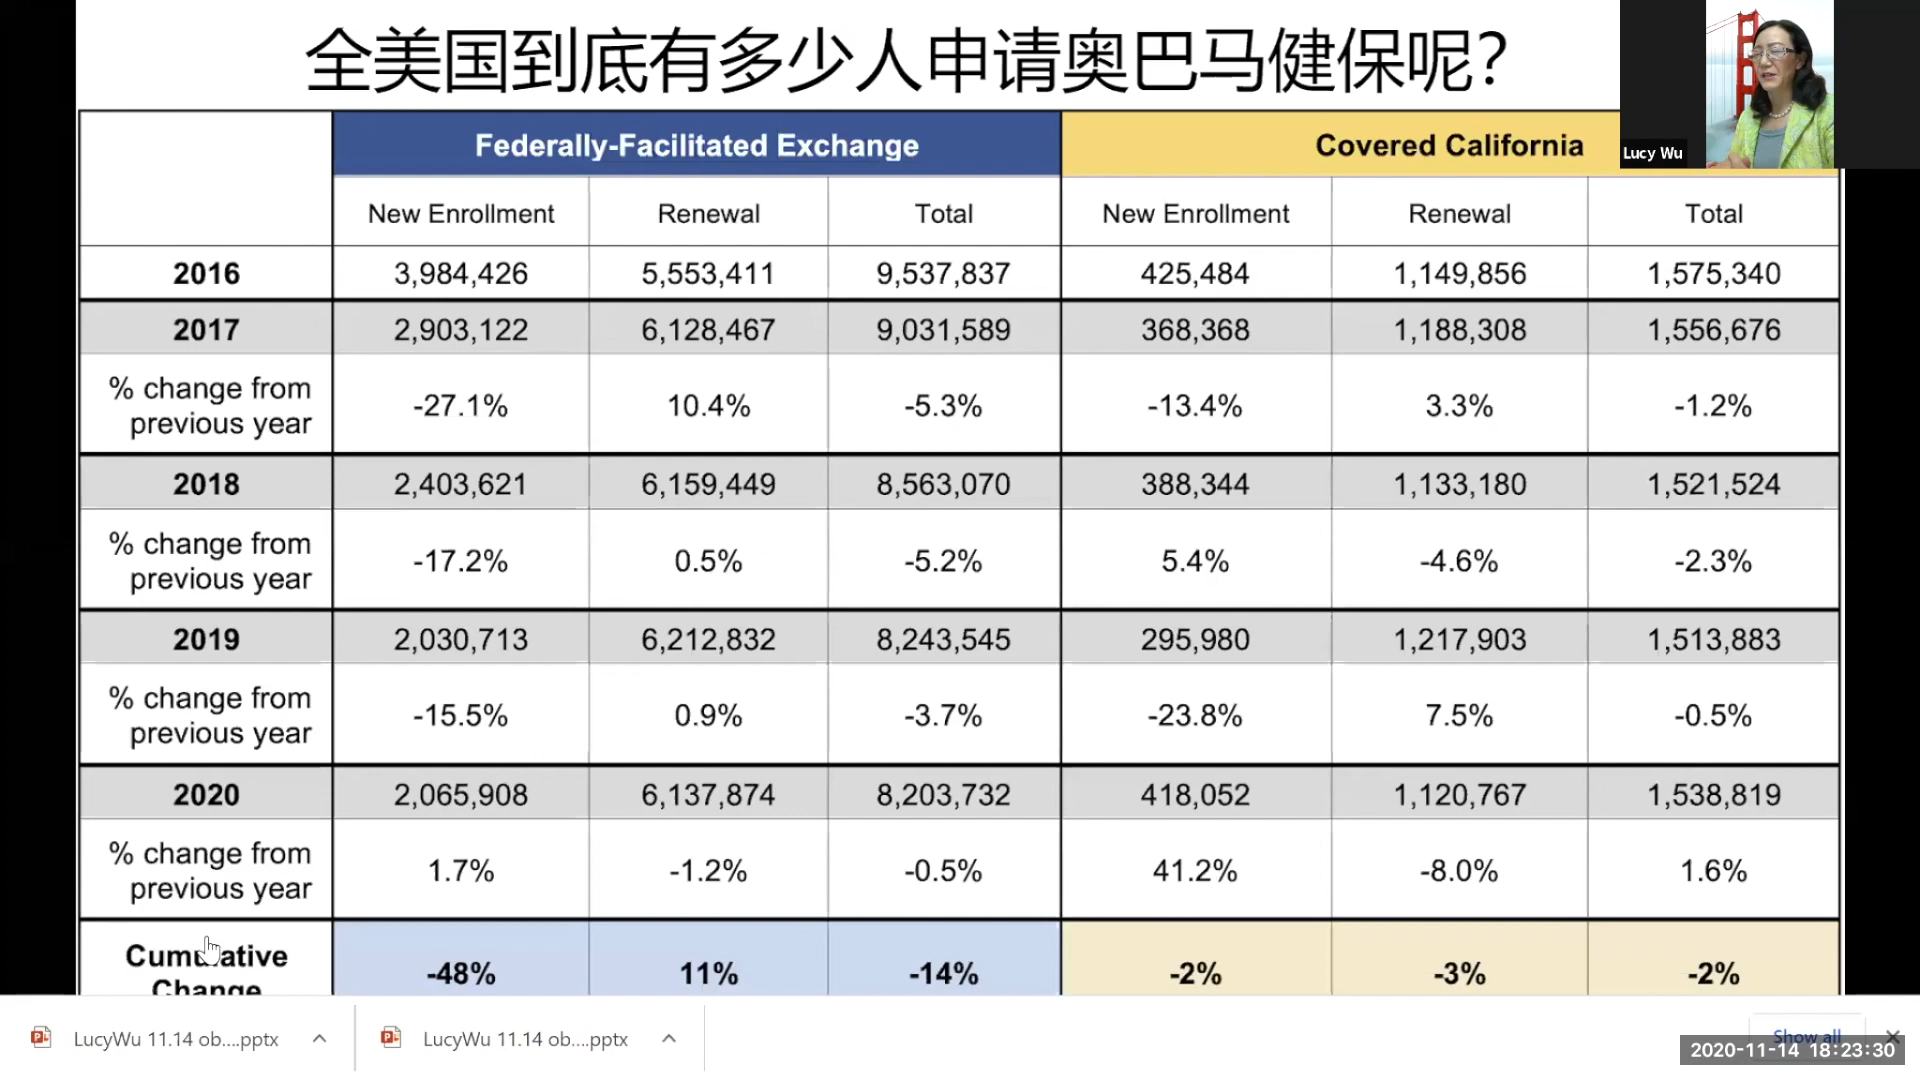 全美国到底有多少人申请奥巴马健保呢?
Lucy Wu
Federally-Facilitated Exchange Covered California
New Enrollment Renewal Total New Enrollment Renewal Total
2016 3,984,426 5,553,411 9,537,837 425,484 1,149,856 1,575,340
2017 2,903,122 6,128,467 9,031,589 368,368 1,188,308 1,556,676
% change from
previous year -27.1% 10.4% -5.3% -13.4% 3.3% -1.2%
2018 2,403,621 6,159,449 8,563,070 388,344 1,133,180 1,521,524
% change from
previous year -17.2% 0.5% -5.2% 5.4% -4.6% -2.3%
2019 2,030,713 6,212,832 8,243,545 295,980 1,217,903 1,513,883
% change from
previous year -15.5% 0.9% -3.7% -23.8% 7.5% -0.5%
2020 2,065,908 6,137,874 8,203,732 418,052 1,120,767 1,538,819
% change from
previous year 1.7% -1.2% -0.5% 41.2% -8.0% 1.6%
Cumulative
Change -48% 11% -14% -2% -3% -2%
LucyWu 11.14 ob....pptx LucyWu 11.14 ob....pptx Show all
2020-11-14 18:23:30